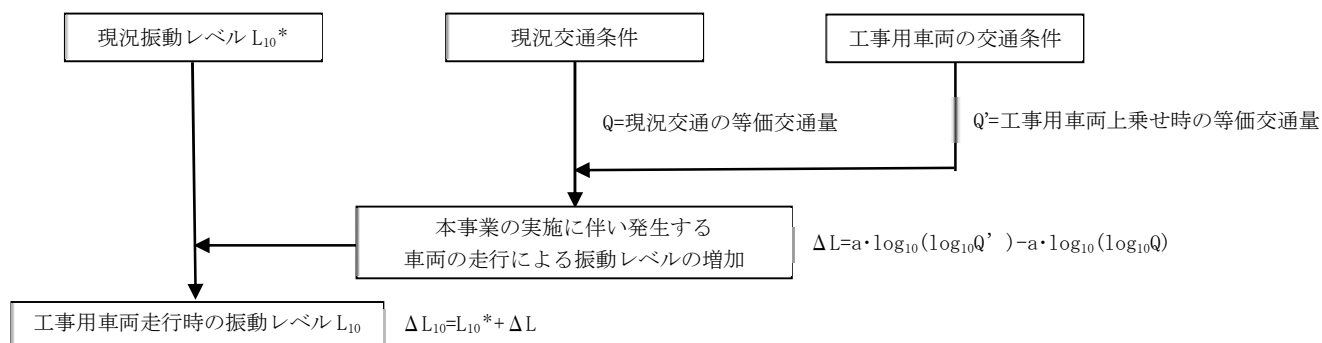 現況振動レベル L₁₀*
現況交通条件
工事用車両の交通条件
Q=現況交通の等価交通量
Q'=工事用車両上乗せ時の等価交通量
本事業の実施に伴い発生する
車両の走行による振動レベルの増加
ΔL=a・log₁₀(log₁₀Q’)-a・log₁₀(log₁₀Q)
工事用車両走行時の振動レベル L₁₀
ΔL₁₀=L₁₀*+ΔL